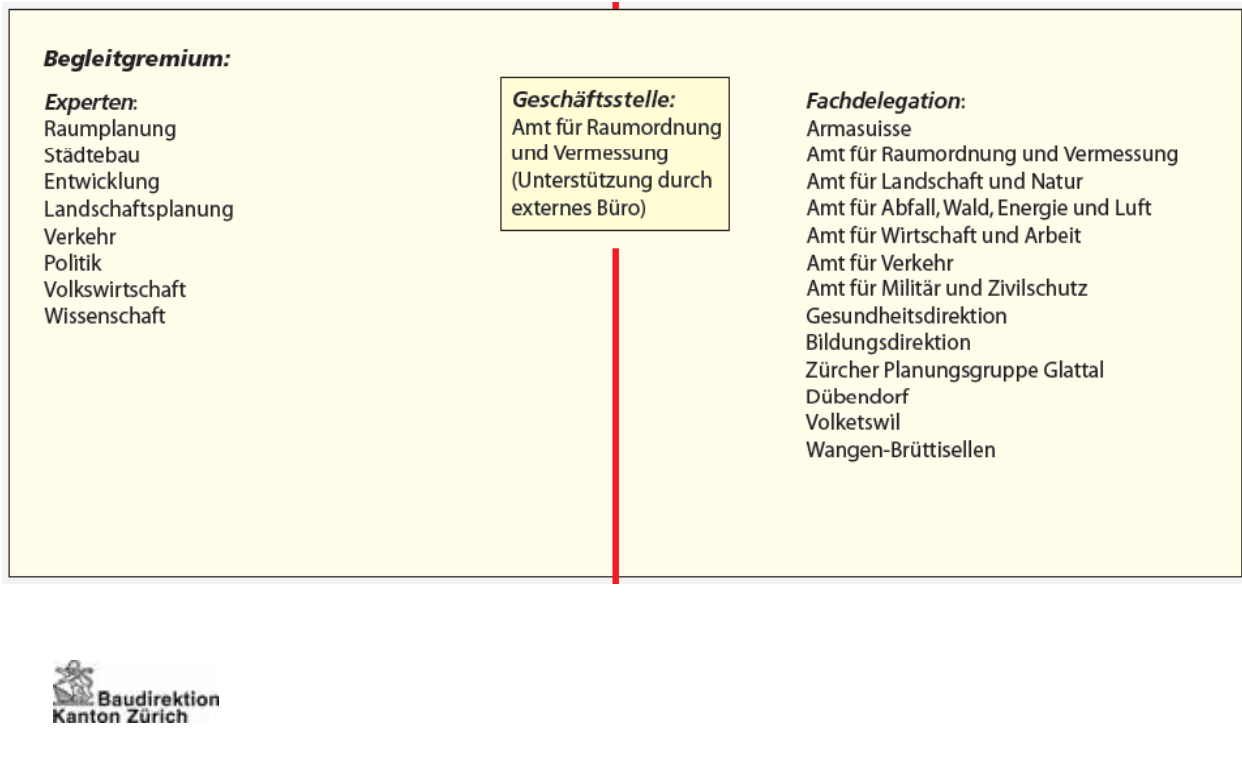 Begleitgremium:
Experten:
Raumplanung
Städtebau
Entwicklung
Landschaftsplanung
Verkehr
Politik
Volkswirtschaft
Wissenschaft
Geschäftsstelle:
Amt für Raumordnung
und Vermessung
(Unterstützung durch
externes Büro)
Fachdelegation:
Armasuisse
Amt für Raumordnung und Vermessung
Amt für Landschaft und Natur
Amt für Abfall, Wald, Energie und Luft
Amt für Wirtschaft und Arbeit
Amt für Verkehr
Amt für Militär und Zivilschutz
Gesundheitsdirektion
Bildungsdirektion
Zürcher Planungsgruppe Glattal
Dübendorf
Volketswil
Wangen-Brüttisellen
Baudirektion
Kanton Zürich